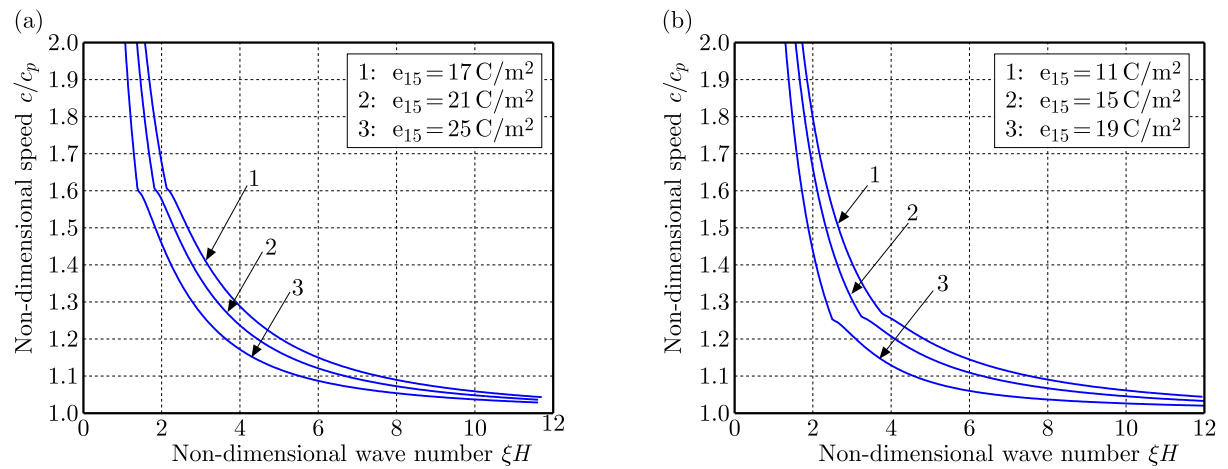 (a)
2.0
1.9
1.8
1.7
1.6
1.5
1.4
1.3
1.2
1.1
1.0
Non-dimensional speed c/c_p
1: e₁₅ = 17 C/m²
2: e₁₅ = 21 C/m²
3: e₁₅ = 25 C/m²
1
2
3
0 2 4 6 8 10 12
Non-dimensional wave number ξH
(b)
2.0
1.9
1.8
1.7
1.6
1.5
1.4
1.3
1.2
1.1
1.0
Non-dimensional speed c/c_p
1: e₁₅ = 11 C/m²
2: e₁₅ = 15 C/m²
3: e₁₅ = 19 C/m²
1
2
3
0 2 4 6 8 10 12
Non-dimensional wave number ξH